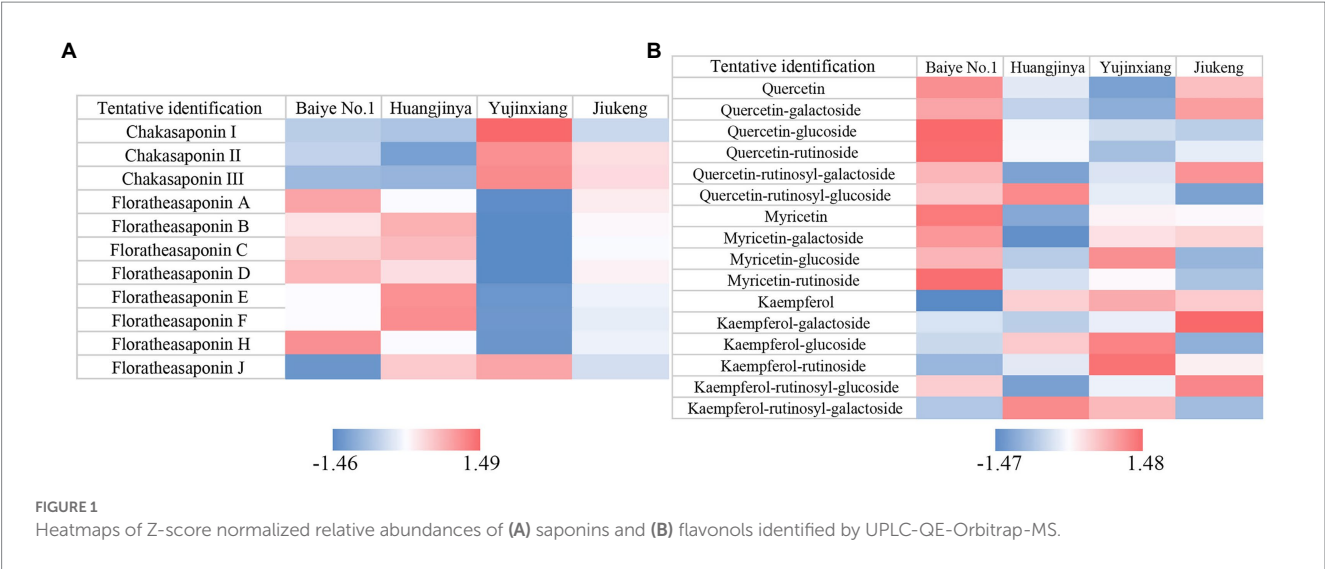 A
Tentative identification Baiye No.1 Huangjinya Yujinxiang Jiukeng
Chakasaponin I
Chakasaponin II
Chakasaponin III
Floratheasaponin A
Floratheasaponin B
Floratheasaponin C
Floratheasaponin D
Floratheasaponin E
Floratheasaponin F
Floratheasaponin H
Floratheasaponin J
-1.46 1.49
B
Tentative identification Baiye No.1 Huangjinya Yujinxiang Jiukeng
Quercetin
Quercetin-galactoside
Quercetin-glucoside
Quercetin-rutinoside
Quercetin-rutinosyl-galactoside
Quercetin-rutinosyl-glucoside
Myricetin
Myricetin-galactoside
Myricetin-glucoside
Myricetin-rutinoside
Kaempferol
Kaempferol-galactoside
Kaempferol-glucoside
Kaempferol-rutinoside
Kaempferol-rutinosyl-glucoside
Kaempferol-rutinosyl-galactoside
-1.47 1.48
FIGURE 1
Heatmaps of Z-score normalized relative abundances of (A) saponins and (B) flavonols identified by UPLC-QE-Orbitrap-MS.